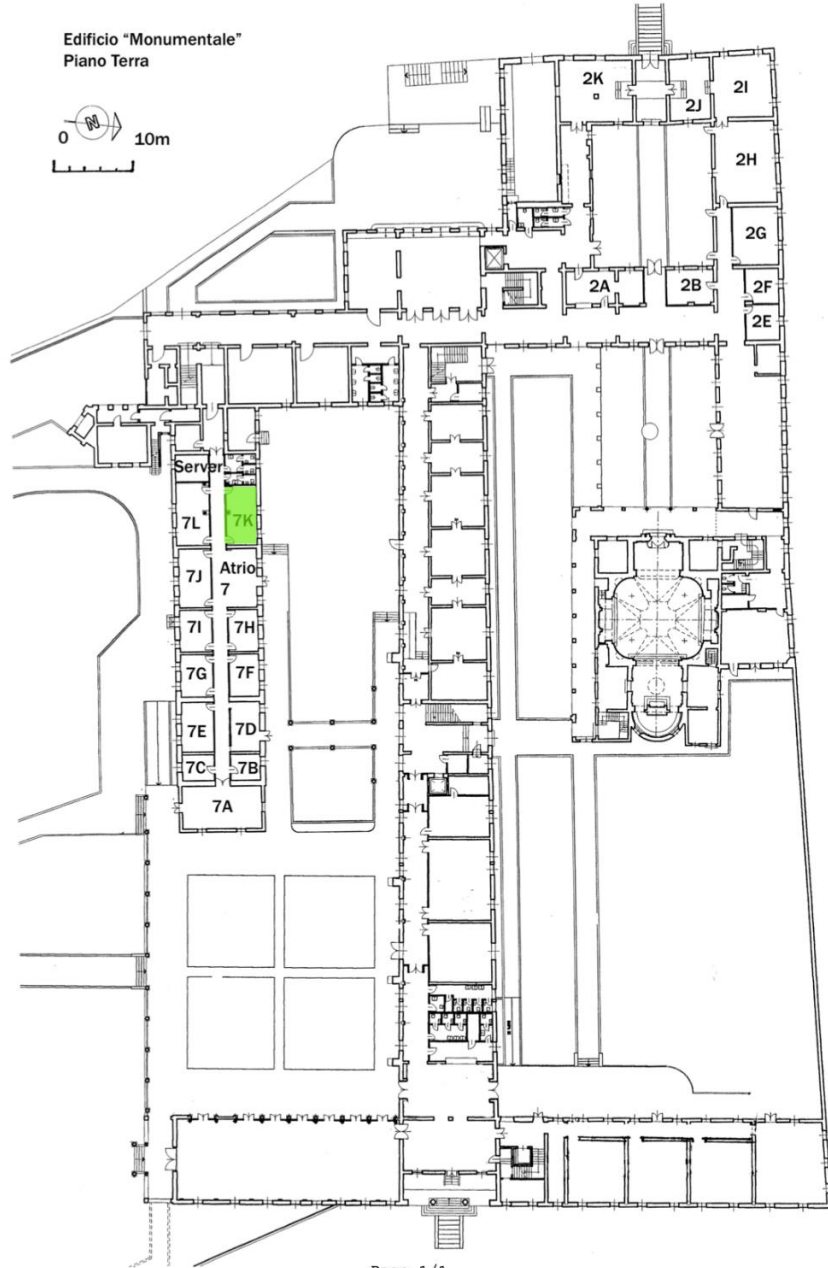 Edificio “Monumentale”
Piano Terra
N
0 10m
2K
2J
2I
2H
2G
2A
2B
2F
2E
Server
7L
7K
7J
Atrio
7
7I
7H
7G
7F
7E
7D
7C
7B
7A